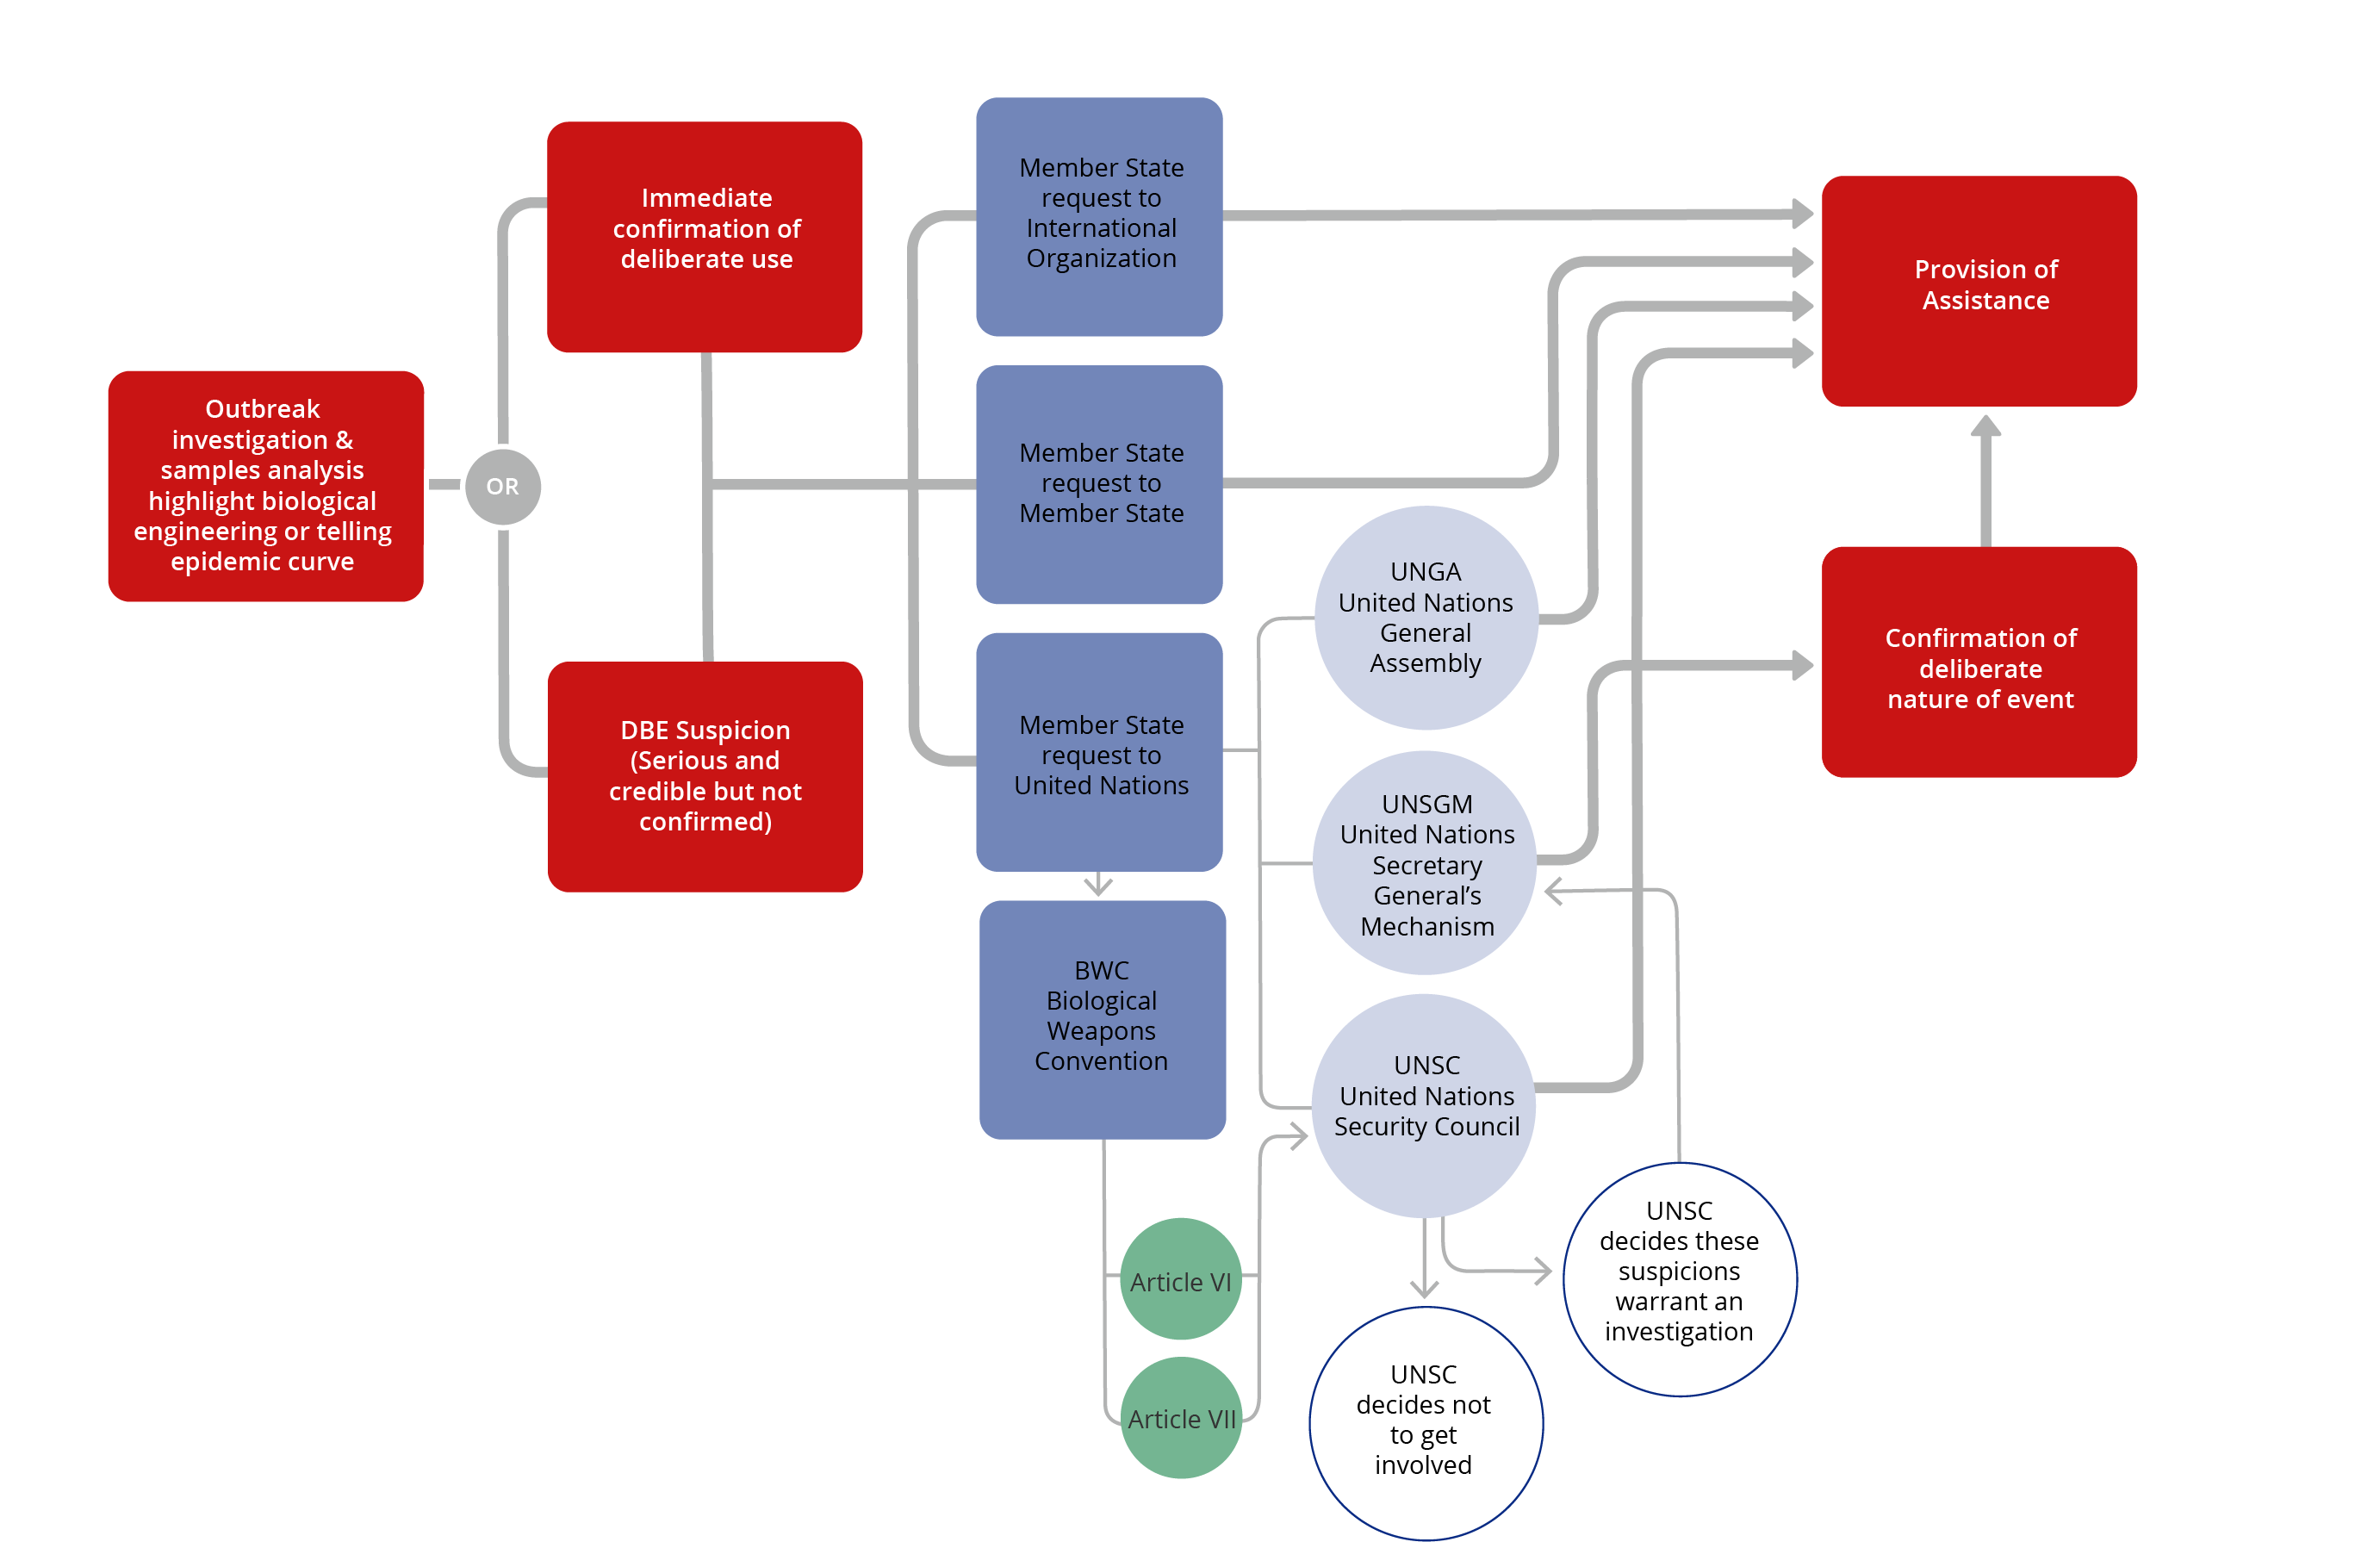 Outbreak
investigation &
samples analysis
highlight biological
engineering or telling
epidemic curve
OR
Immediate
confirmation of
deliberate use
DBE Suspicion
(Serious and
credible but not
confirmed)
Member State
request to
International
Organization
Member State
request to
Member State
Member State
request to
United Nations
BWC
Biological
Weapons
Convention
Article VI
Article VII
UNGA
United Nations
General
Assembly
UNSGM
United Nations
Secretary
General’s
Mechanism
UNSC
United Nations
Security Council
UNSC
decides not
to get
involved
UNSC
decides these
suspicions
warrant an
investigation
Provision of
Assistance
Confirmation of
deliberate
nature of event